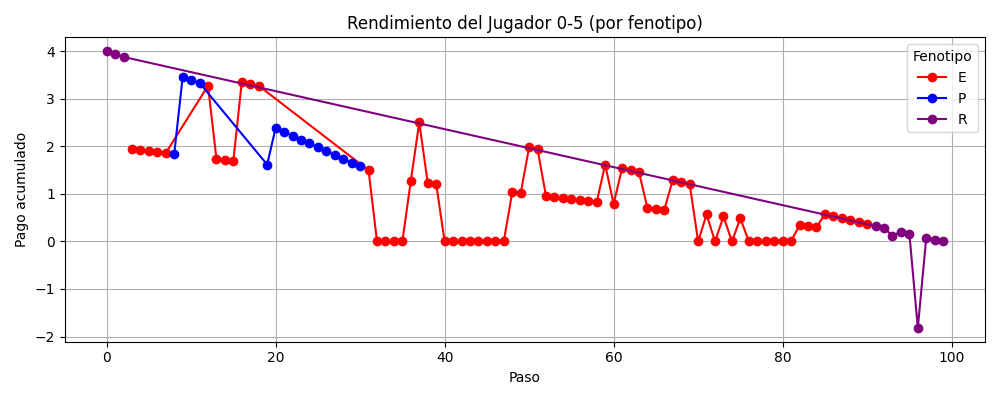 Rendimiento del Jugador 0-5 (por fenotipo)
Pago acumulado
4
3
2
1
0
−1
−2
Fenotipo
E
P
R
0 20 40 60 80 100
Paso